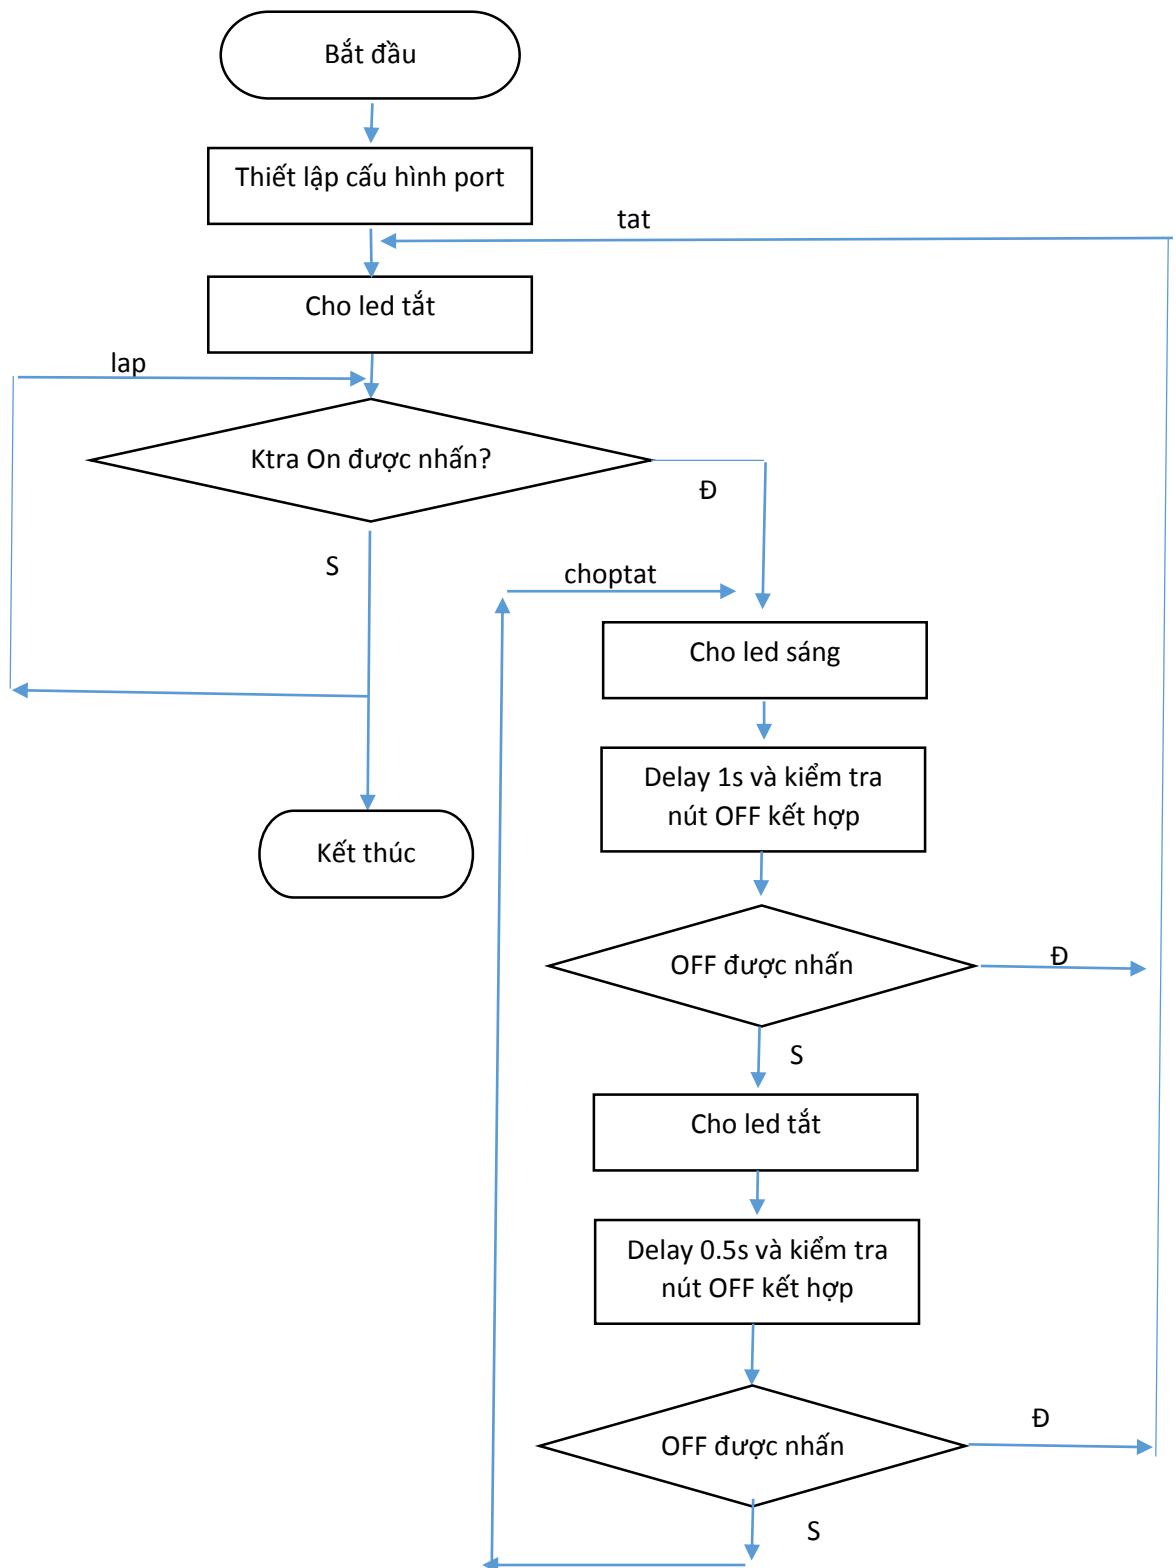 Bắt đầu
Thiết lập cấu hình port
tat
Cho led tắt
lap
Ktra On được nhấn?
Đ
S
choptat
Cho led sáng
Delay 1s và kiểm tra
nút OFF kết hợp
Kết thúc
OFF được nhấn
Đ
S
Cho led tắt
Delay 0.5s và kiểm tra
nút OFF kết hợp
Đ
OFF được nhấn
S